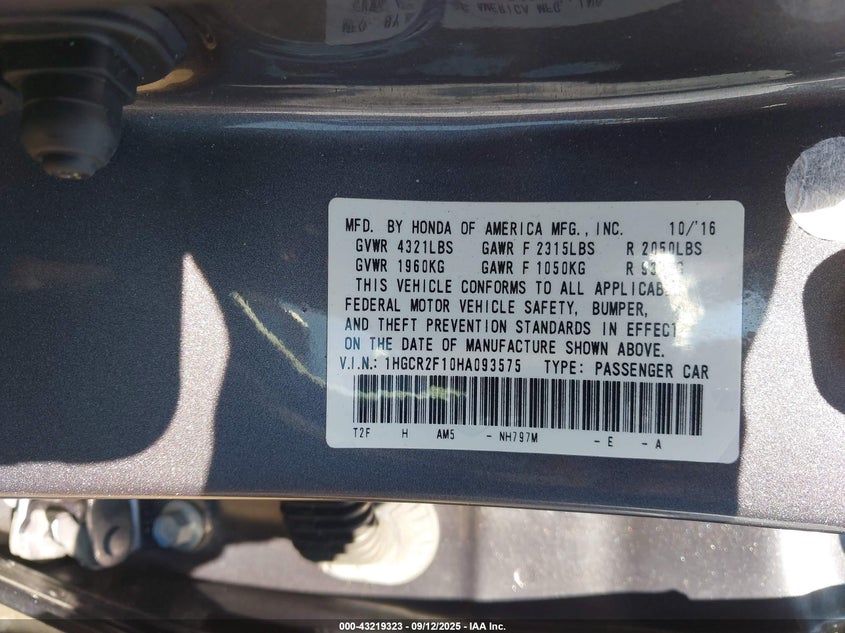 MFD. BY HONDA OF AMERICA MFG., INC. 10/'16
GVWR 4321LBS GAWR F 2315LBS R 2050LBS
GVWR 1960KG GAWR F 1050KG R
THIS VEHICLE CONFORMS TO ALL APPLICAB
FEDERAL MOTOR VEHICLE SAFETY, BUMPER,
AND THEFT PREVENTION STANDARDS IN EFFECT
ON THE DATE OF MANUFACTURE SHOWN ABOVE.
V.I.N.: 1HGCR2F10HA093575 TYPE: PASSENGER CAR
T2F H AM5 - NH797M - E - A
000-43219323 - 09/12/2025 - IAA Inc.